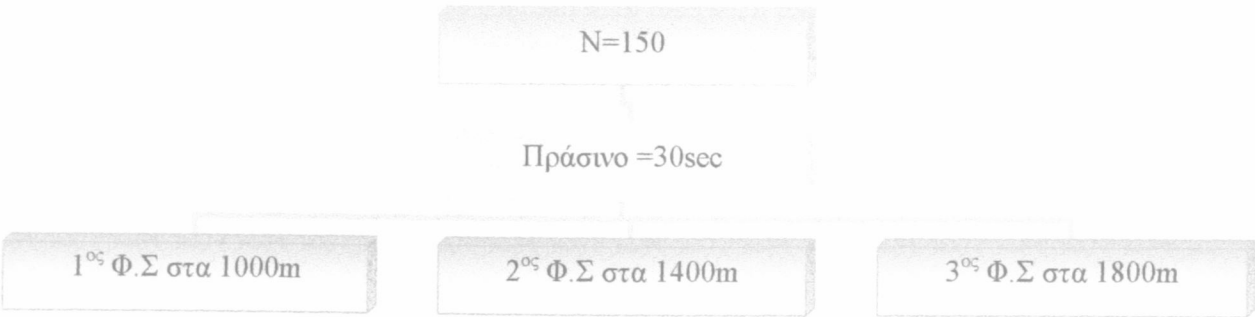 N=150
Πράσινο =30sec
1ος Φ.Σ στα 1000m
2ος Φ.Σ στα 1400m
3ος Φ.Σ στα 1800m